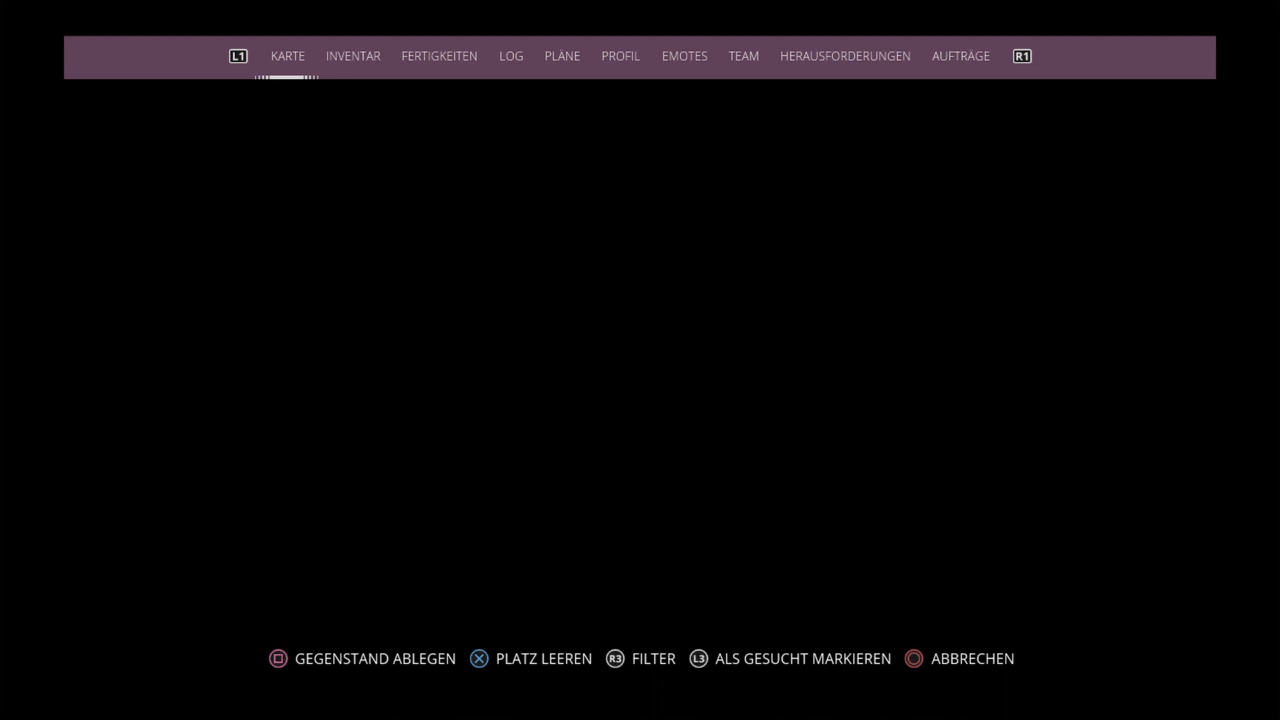 L1 KARTE INVENTAR FERTIGKEITEN LOG PLÄNE PROFIL EMOTES TEAM HERAUSFORDERUNGEN AUFTRÄGE R1
GEGENSTAND ABLEGEN PLATZ LEEREN R3 FILTER L3 ALS GESUCHT MARKIEREN ABBRECHEN